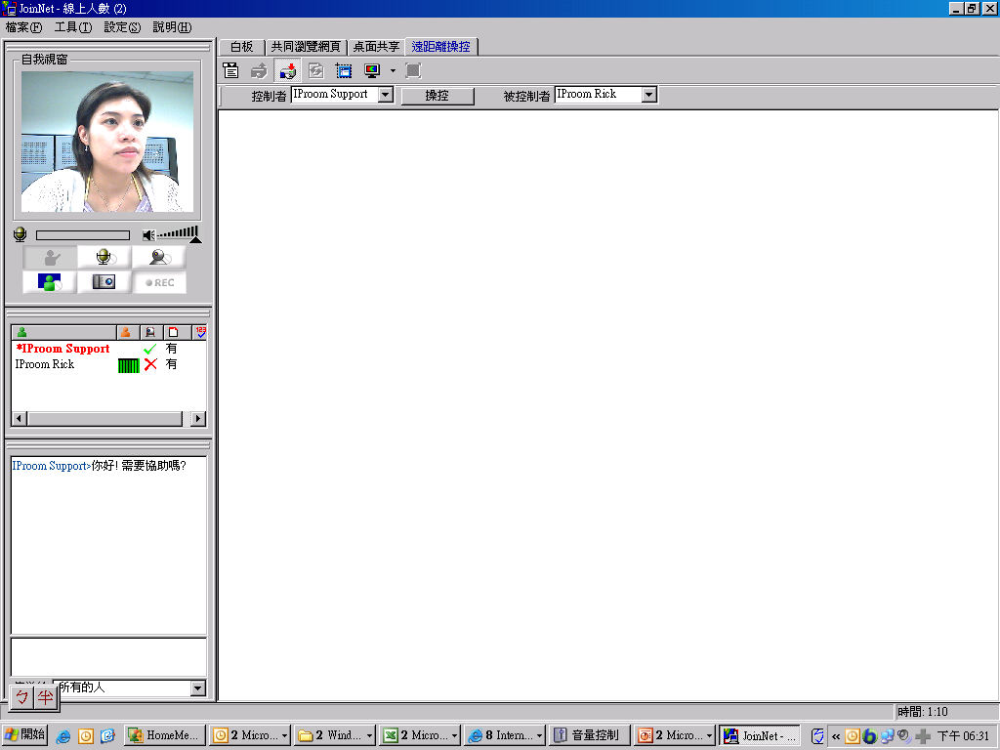 JoinNet - 線上人數 (2)
檔案(F) 工具(T) 設定(S) 說明(H)
自我視窗
REC
*IProom Support 有
IProom Rick 有
IProom Support>你好! 需要協助嗎?
所有的人
ㄅ 半
白板 共同瀏覽網頁 桌面共享 遠距離操控
控制者 IProom Support 操控 被控制者 IProom Rick
時間: 1:10
開始 HomeMe... 2 Micro... 2 Wind... 2 Micro... 8 Intern... 音量控制 2 Micro... JoinNet - ... « 下午 06:31